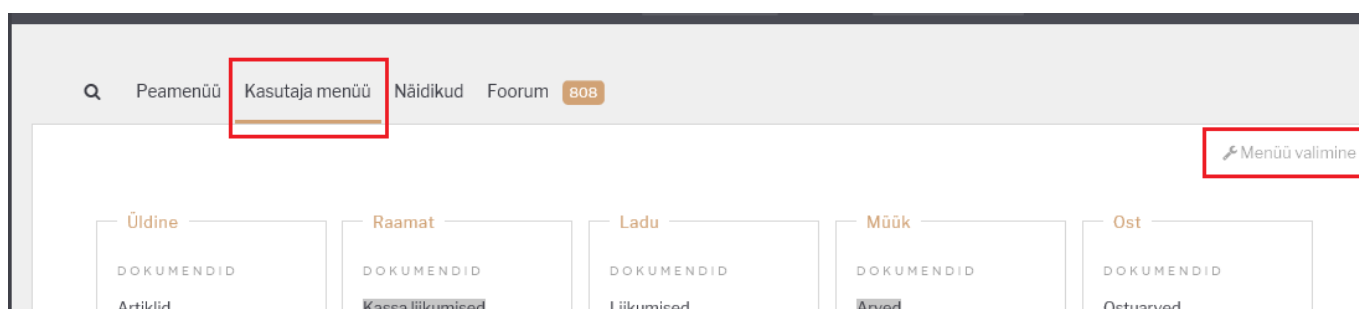 Peamenüü Kasutaja menüü Näidikud Foorum 808
Menüü valimine
Üldine Raamat Ladu Müük Ost
DOKUMENDID DOKUMENDID DOKUMENDID DOKUMENDID DOKUMENDID
Artiklid Kassa liikumised Liikumised Arved Ostuarved